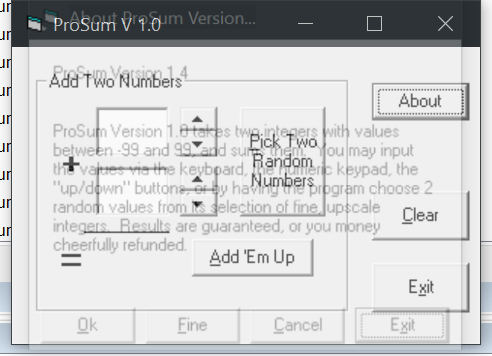 About ProSum Version...
ProSum V 1.0
ProSum Version 1.4
Add Two Numbers
About
ProSum Version 1.0 takes two integers with values
between -99 and 99, and sums them. You may input
the values via the keyboard, the numeric keypad, the
"up/down" buttons, or by having the program choose 2
random values from its selection of fine, upscale
integers. Results are guaranteed, or you money
cheerfully refunded.
+
Pick Two
Random
Numbers
Clear
=
Add 'Em Up
Exit
Ok
Fine
Cancel
Exit